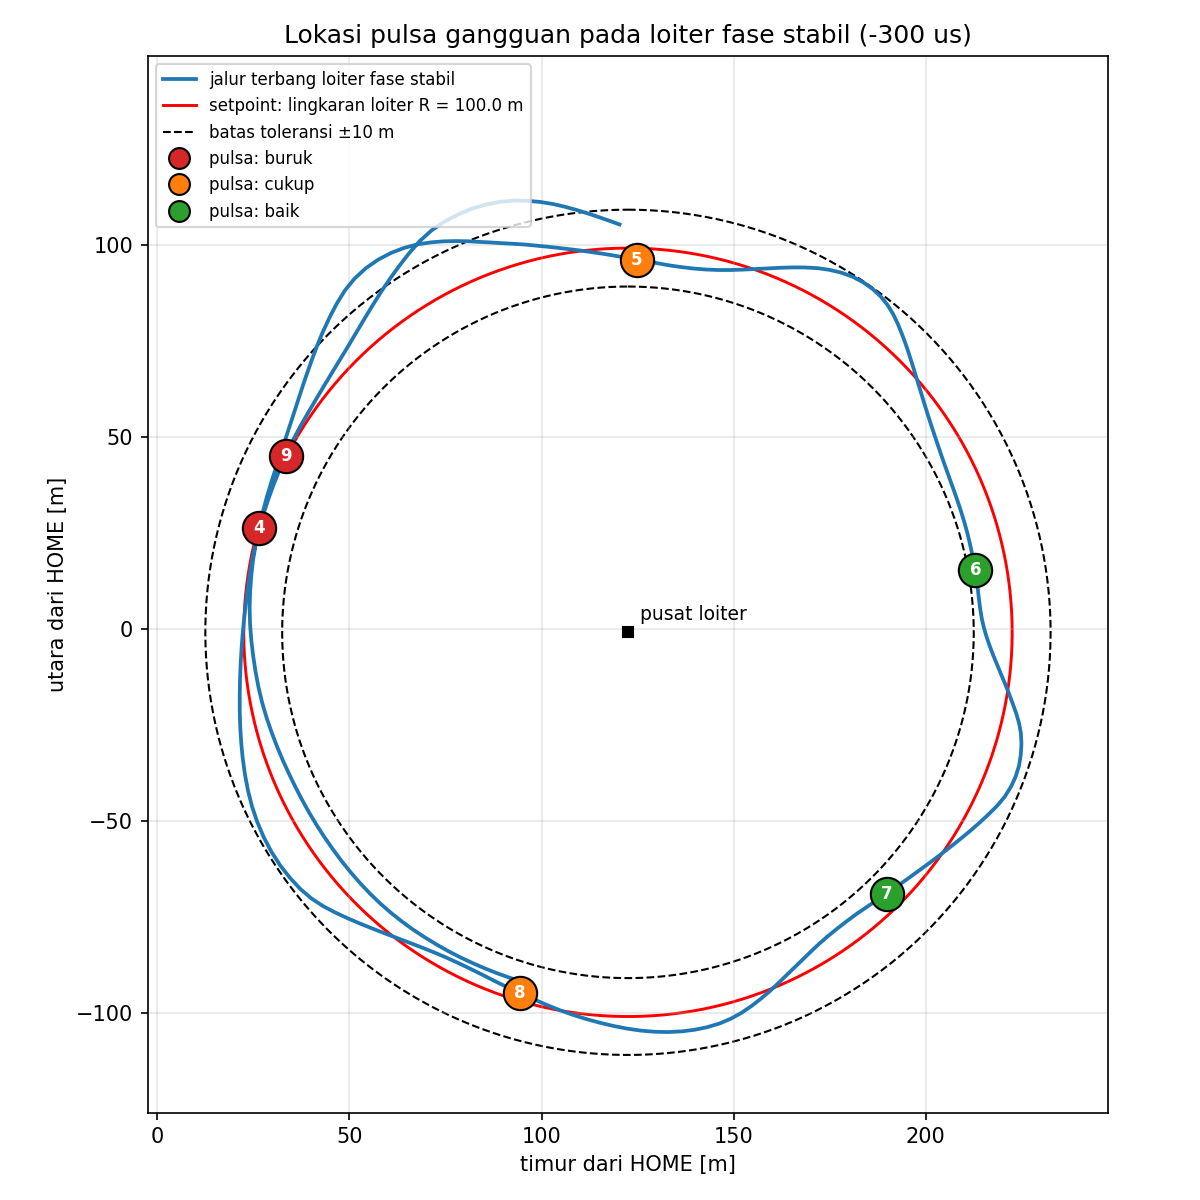 Lokasi pulsa gangguan pada loiter fase stabil (-300 us)
jalur terbang loiter fase stabil
setpoint: lingkaran loiter R = 100.0 m
batas toleransi ±10 m
pulsa: buruk
pulsa: cukup
pulsa: baik
utara dari HOME [m]
100
50
0
−50
−100
5
9
4
6
pusat loiter
7
8
0
50
100
150
200
timur dari HOME [m]